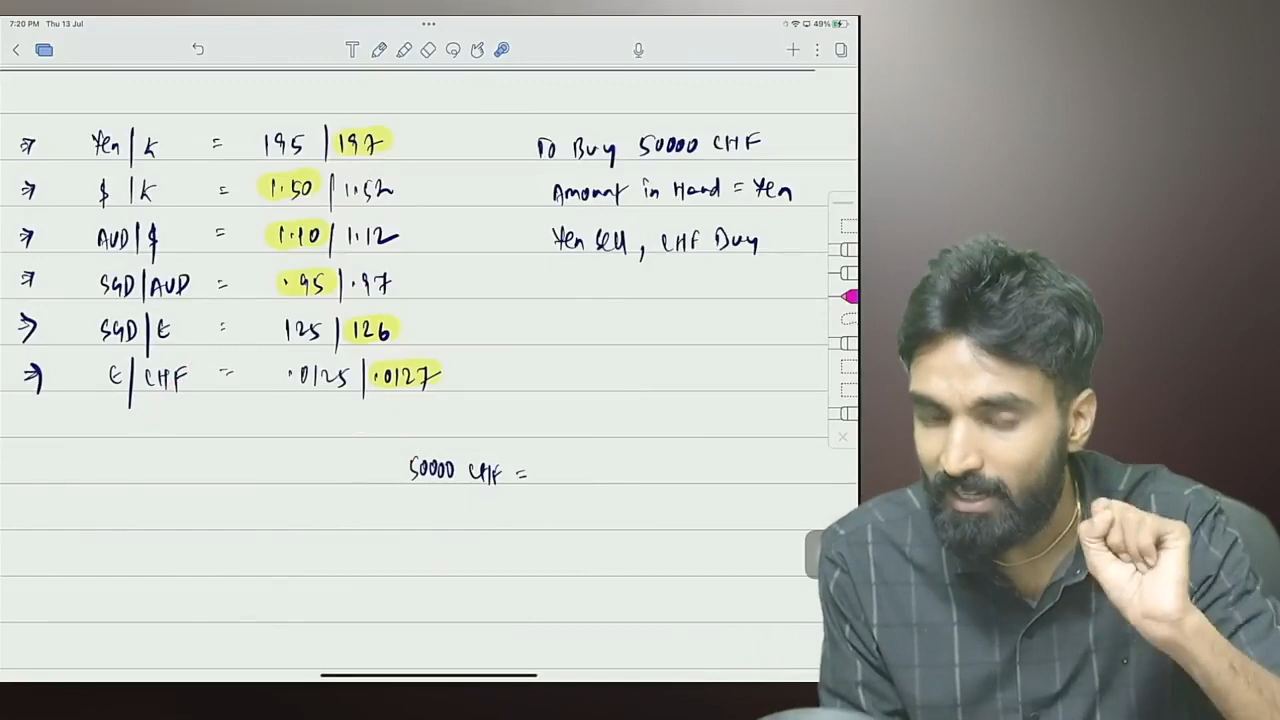 7:20 PM Thu 13 Jul
49%
⇒ Yen | K = 195 | 197
⇒ $ | K = 1.50 | 1.52
⇒ AUD | $ = 1.10 | 1.12
⇒ SGD | AUD = .95 | .97
⇒ SGD | € = 125 | 126
⇒ € | CHF = .0125 | .0127
To Buy 50000 CHF
Amount in Hand = Yen
Yen Sell, CHF Buy
50000 CHF =